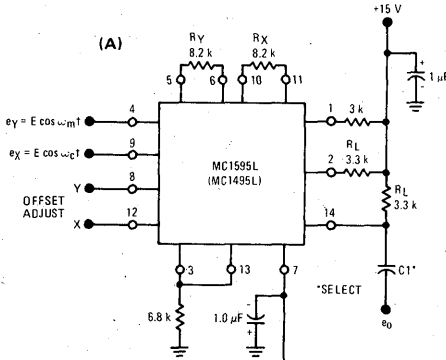 +15 V
(A)
RY
8.2 k
RX
8.2 k
1 µF
+
-
5
6
10
11
eY = E cos ωmt
4
1
3 k
eX = E cos ωct
9
MC1595L
(MC1495L)
2
RL
3.3 k
RL
3.3 k
Y
8
OFFSET
ADJUST
X
12
14
3
13
7
*SELECT
C1*
6.8 k
1.0 µF
-
+
eO